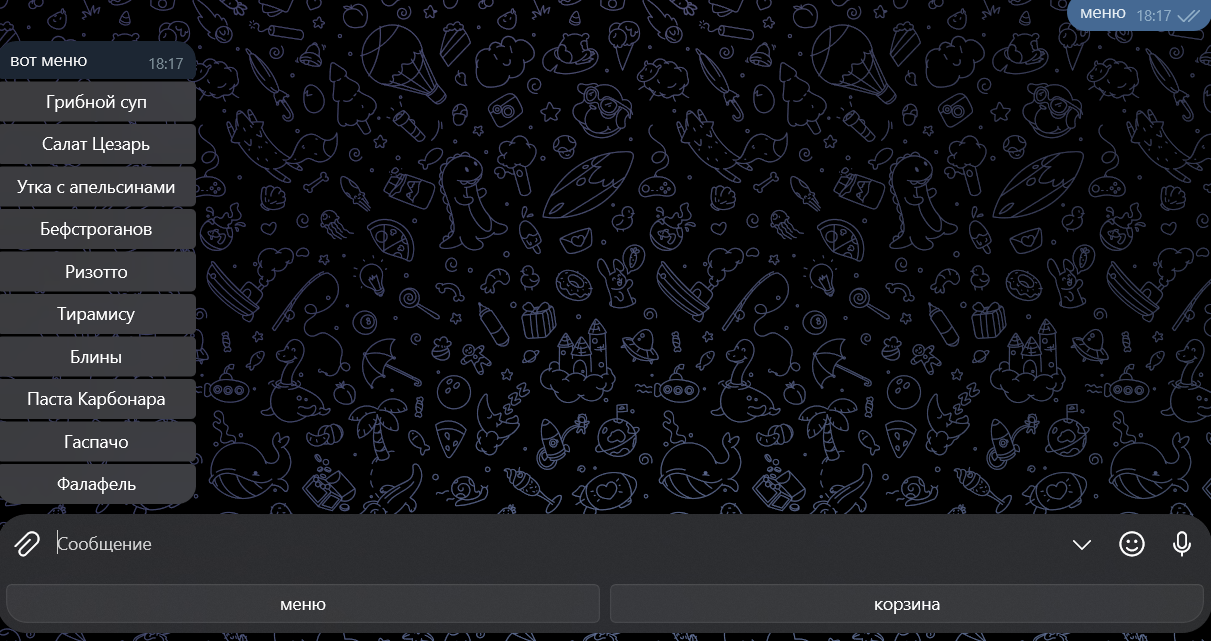 меню 18:17
вот меню 18:17
Грибной суп
Салат Цезарь
Утка с апельсинами
Бефстроганов
Ризотто
Тирамису
Блины
Паста Карбонара
Гаспачо
Фалафель
Сообщение
меню корзина